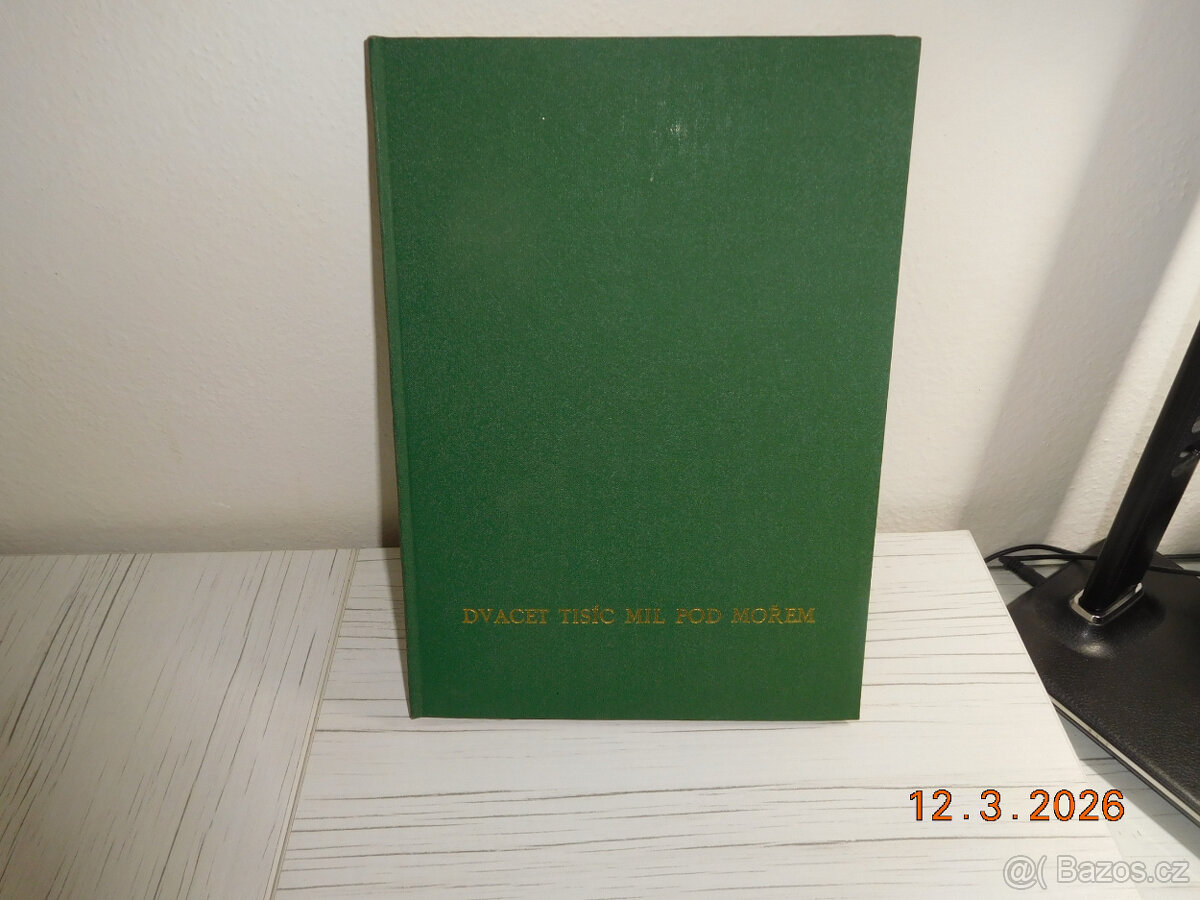 DVACET TISÍC MIL POD MOŘEM
12.3.2026
@( Bazos.cz